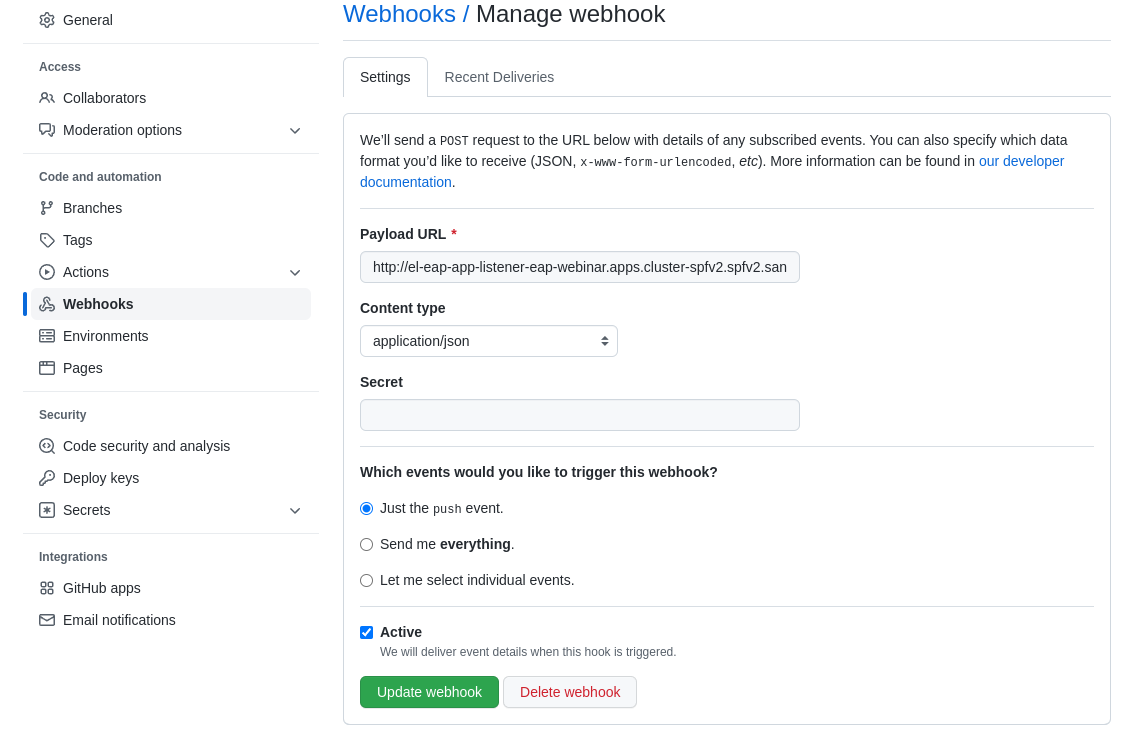 General
Access
Collaborators
Moderation options
Code and automation
Branches
Tags
Actions
Webhooks
Environments
Pages
Security
Code security and analysis
Deploy keys
Secrets
Integrations
GitHub apps
Email notifications
Webhooks / Manage webhook
Settings Recent Deliveries
We’ll send a POST request to the URL below with details of any subscribed events. You can also specify which data
format you’d like to receive (JSON, x-www-form-urlencoded, etc). More information can be found in our developer
documentation.
Payload URL *
http://el-eap-app-listener-eap-webinar.apps.cluster-spfv2.spfv2.san
Content type
application/json
Secret
Which events would you like to trigger this webhook?
Just the push event.
Send me everything.
Let me select individual events.
Active
We will deliver event details when this hook is triggered.
Update webhook Delete webhook